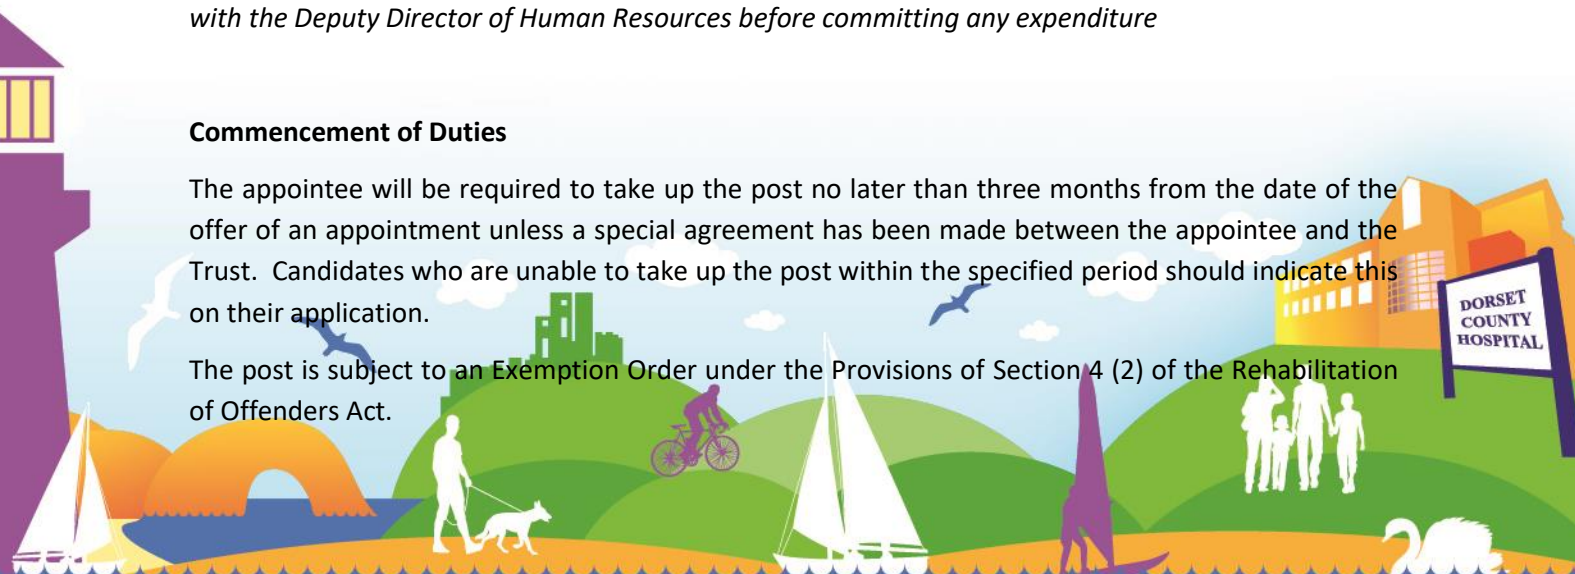 with the Deputy Director of Human Resources before committing any expenditure
Commencement of Duties
The appointee will be required to take up the post no later than three months from the date of the
offer of an appointment unless a special agreement has been made between the appointee and the
Trust.  Candidates who are unable to take up the post within the specified period should indicate this
on their application.
The post is subject to an Exemption Order under the Provisions of Section 4 (2) of the Rehabilitation
of Offenders Act.
DORSET
COUNTY
HOSPITAL